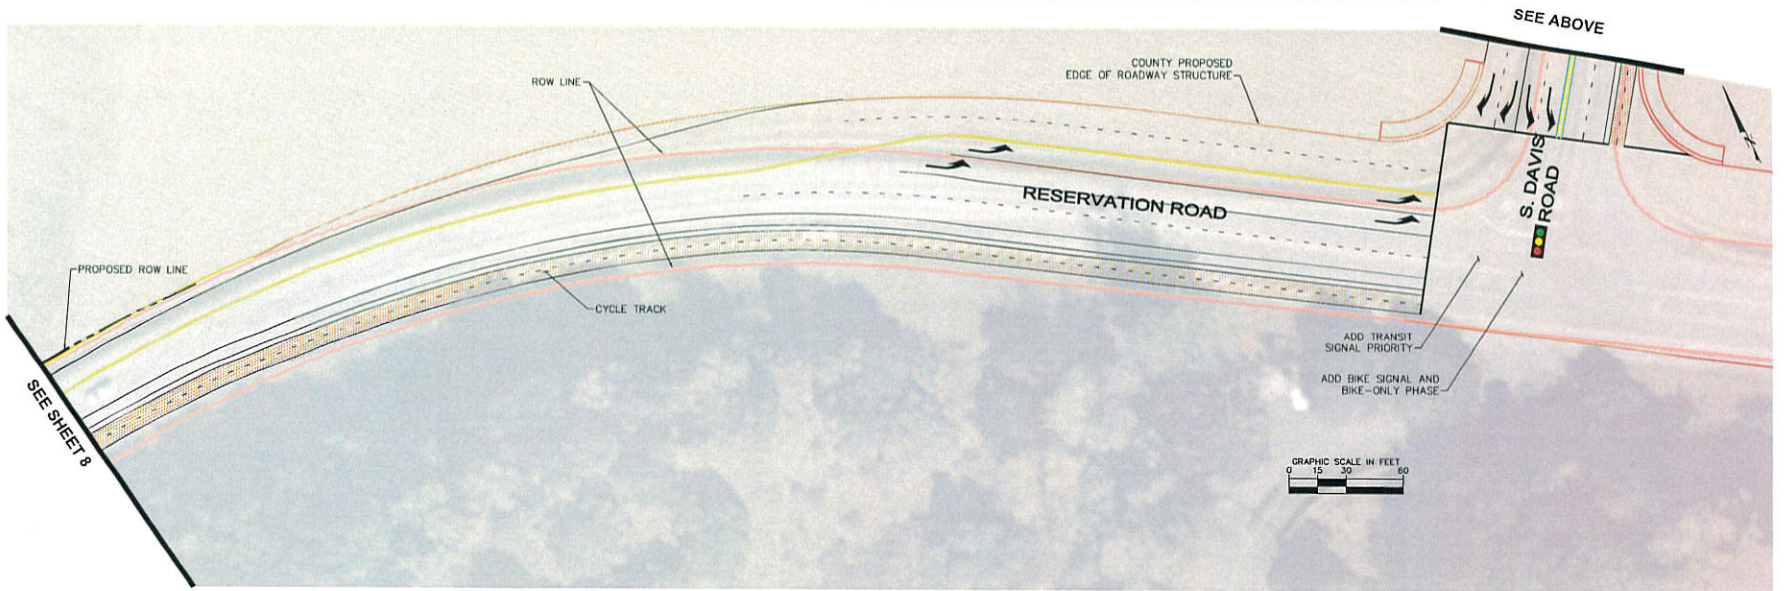 SEE ABOVE
COUNTY PROPOSED
EDGE OF ROADWAY STRUCTURE
ROW LINE
RESERVATION ROAD
S. DAVIS
ROAD
PROPOSED ROW LINE
CYCLE TRACK
ADD TRANSIT
SIGNAL PRIORITY
ADD BIKE SIGNAL AND
BIKE-ONLY PHASE
SEE SHEET 8
GRAPHIC SCALE IN FEET
0 15 30 60